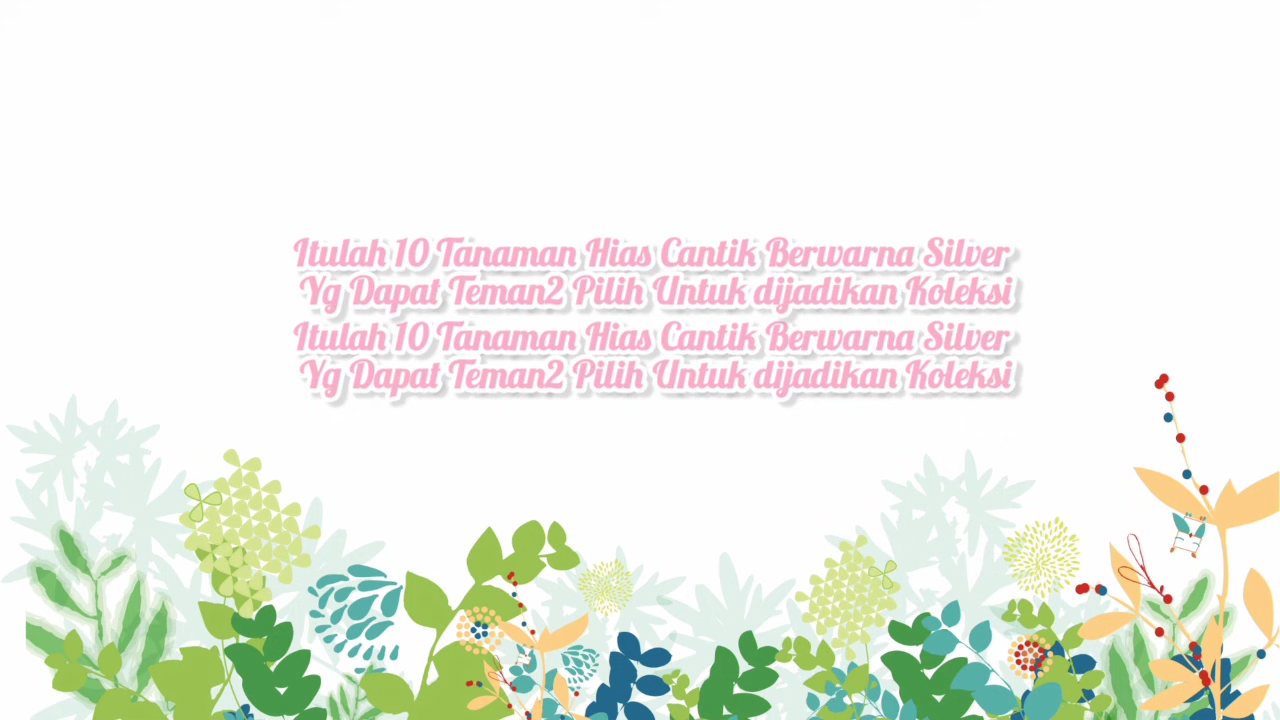 Itulah 10 Tanaman Hias Cantik Berwarna Silver
Yg Dapat Teman2 Pilih Untuk dijadikan Koleksi
Itulah 10 Tanaman Hias Cantik Berwarna Silver
Yg Dapat Teman2 Pilih Untuk dijadikan Koleksi